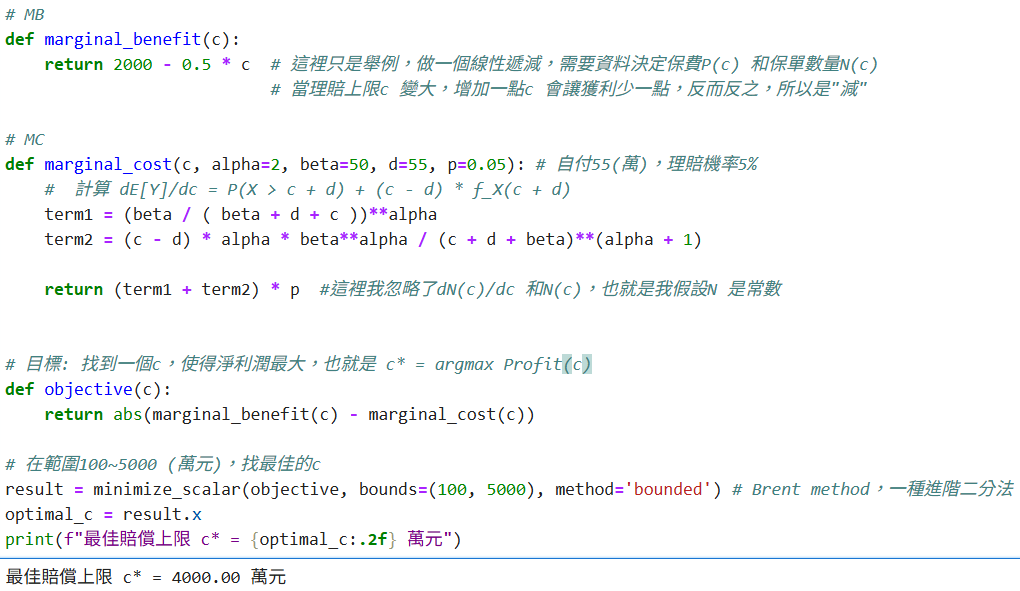 # MB
def marginal_benefit(c):
    return 2000 - 0.5 * c  # 這裡只是舉例，做一個線性遞減，需要資料決定保費P(c) 和保單數量N(c)
                           # 當理賠上限c 變大，增加一點c 會讓獲利少一點，反而反之，所以是"減"
# MC
def marginal_cost(c, alpha=2, beta=50, d=55, p=0.05): # 自付55(萬)，理賠機率5%
    #  計算 dE[Y]/dc = P(X > c + d) + (c - d) * f_X(c + d)
    term1 = (beta / ( beta + d + c ))**alpha
    term2 = (c - d) * alpha * beta**alpha / (c + d + beta)**(alpha + 1)
    return (term1 + term2) * p  #這裡我忽略了dN(c)/dc 和N(c)，也就是我假設N 是常數
# 目標: 找到一個c，使得淨利潤最大，也就是 c* = argmax Profit(c)
def objective(c):
    return abs(marginal_benefit(c) - marginal_cost(c))
# 在範圍100~5000 (萬元)，找最佳的c
result = minimize_scalar(objective, bounds=(100, 5000), method='bounded') # Brent method，一種進階二分法
optimal_c = result.x
print(f"最佳賠償上限 c* = {optimal_c:.2f} 萬元")
最佳賠償上限 c* = 4000.00 萬元